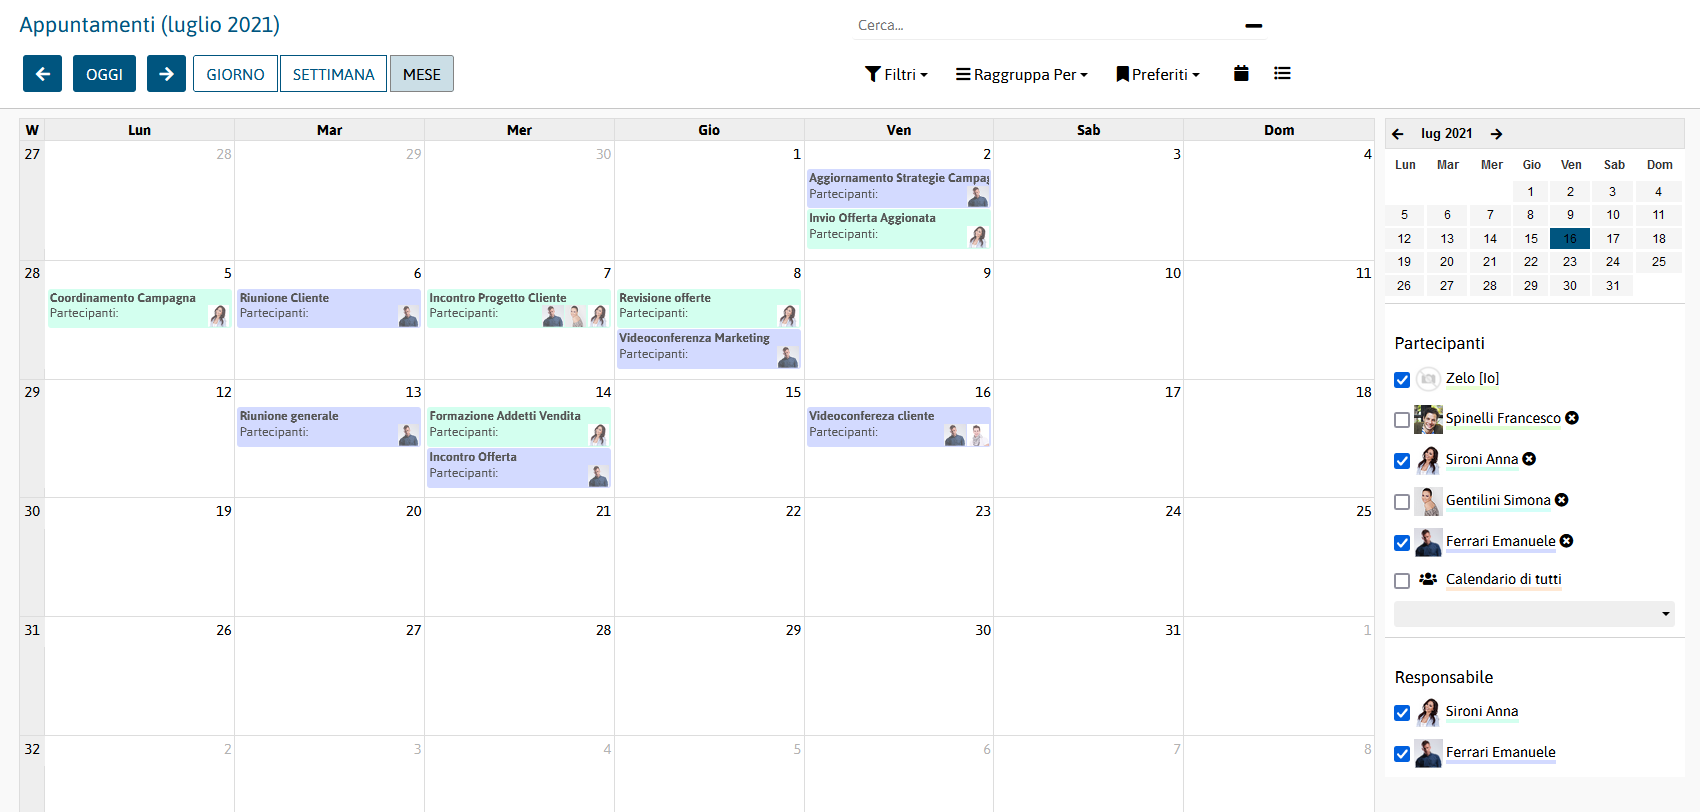 Appuntamenti (luglio 2021)
Cerca...
OGGI GIORNO SETTIMANA MESE
Filtri Raggruppa Per Preferiti
W Lun Mar Mer Gio Ven Sab Dom
27 28 29 30 1 2 3 4
Aggiornamento Strategie Campag
Partecipanti:
Invio Offerta Aggionata
Partecipanti:
28 5 6 7 8 9 10 11
Coordinamento Campagna
Partecipanti:
Riunione Cliente
Partecipanti:
Incontro Progetto Cliente
Partecipanti:
Revisione offerte
Partecipanti:
Videoconferenza Marketing
Partecipanti:
29 12 13 14 15 16 17 18
Riunione generale
Partecipanti:
Formazione Addetti Vendita
Partecipanti:
Incontro Offerta
Partecipanti:
Videoconfereza cliente
Partecipanti:
30 19 20 21 22 23 24 25
31 26 27 28 29 30 31 1
32 2 3 4 5 6 7 8
lug 2021
Lun Mar Mer Gio Ven Sab Dom
1 2 3 4
5 6 7 8 9 10 11
12 13 14 15 16 17 18
19 20 21 22 23 24 25
26 27 28 29 30 31
Partecipanti
Zelo [Io]
Spinelli Francesco
Sironi Anna
Gentilini Simona
Ferrari Emanuele
Calendario di tutti
Responsabile
Sironi Anna
Ferrari Emanuele